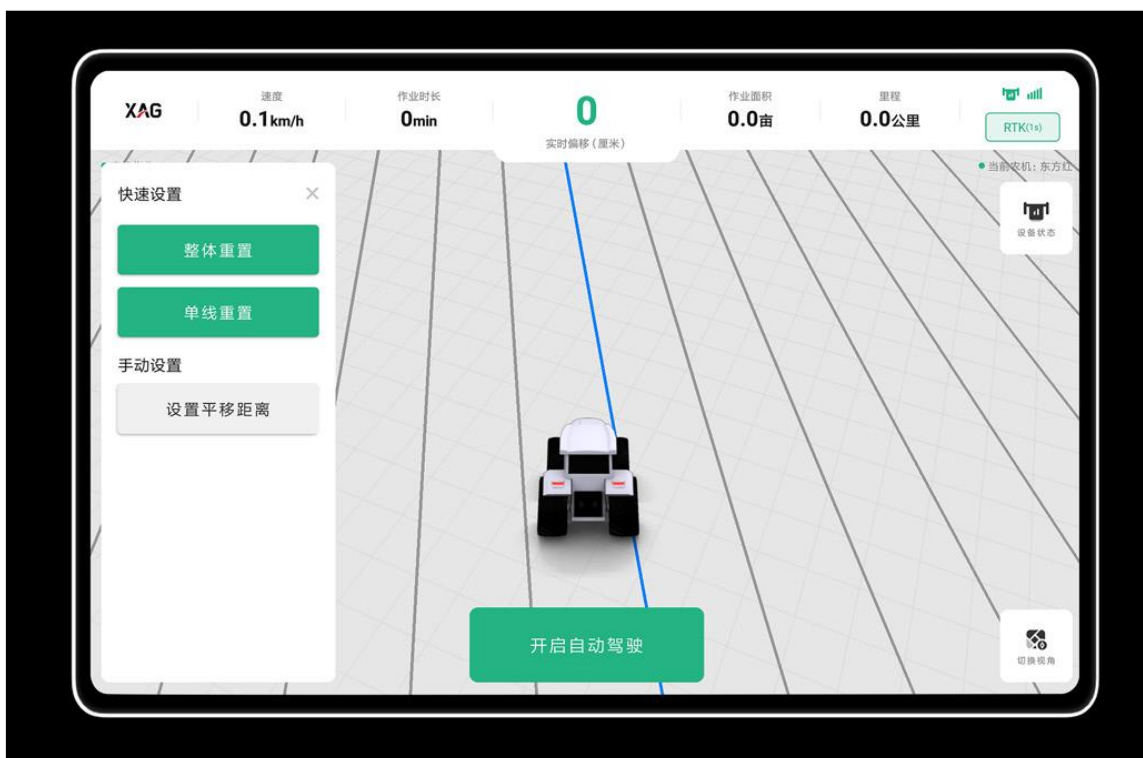 XAG
速度
0.1km/h
作业时长
0min
0
实时偏移(厘米)
作业面积
0.0亩
里程
0.0公里
RTK(1s)
当前农机: 东方红
快速设置
整体重置
单线重置
手动设置
设置平移距离
设备状态
开启自动驾驶
切换视角